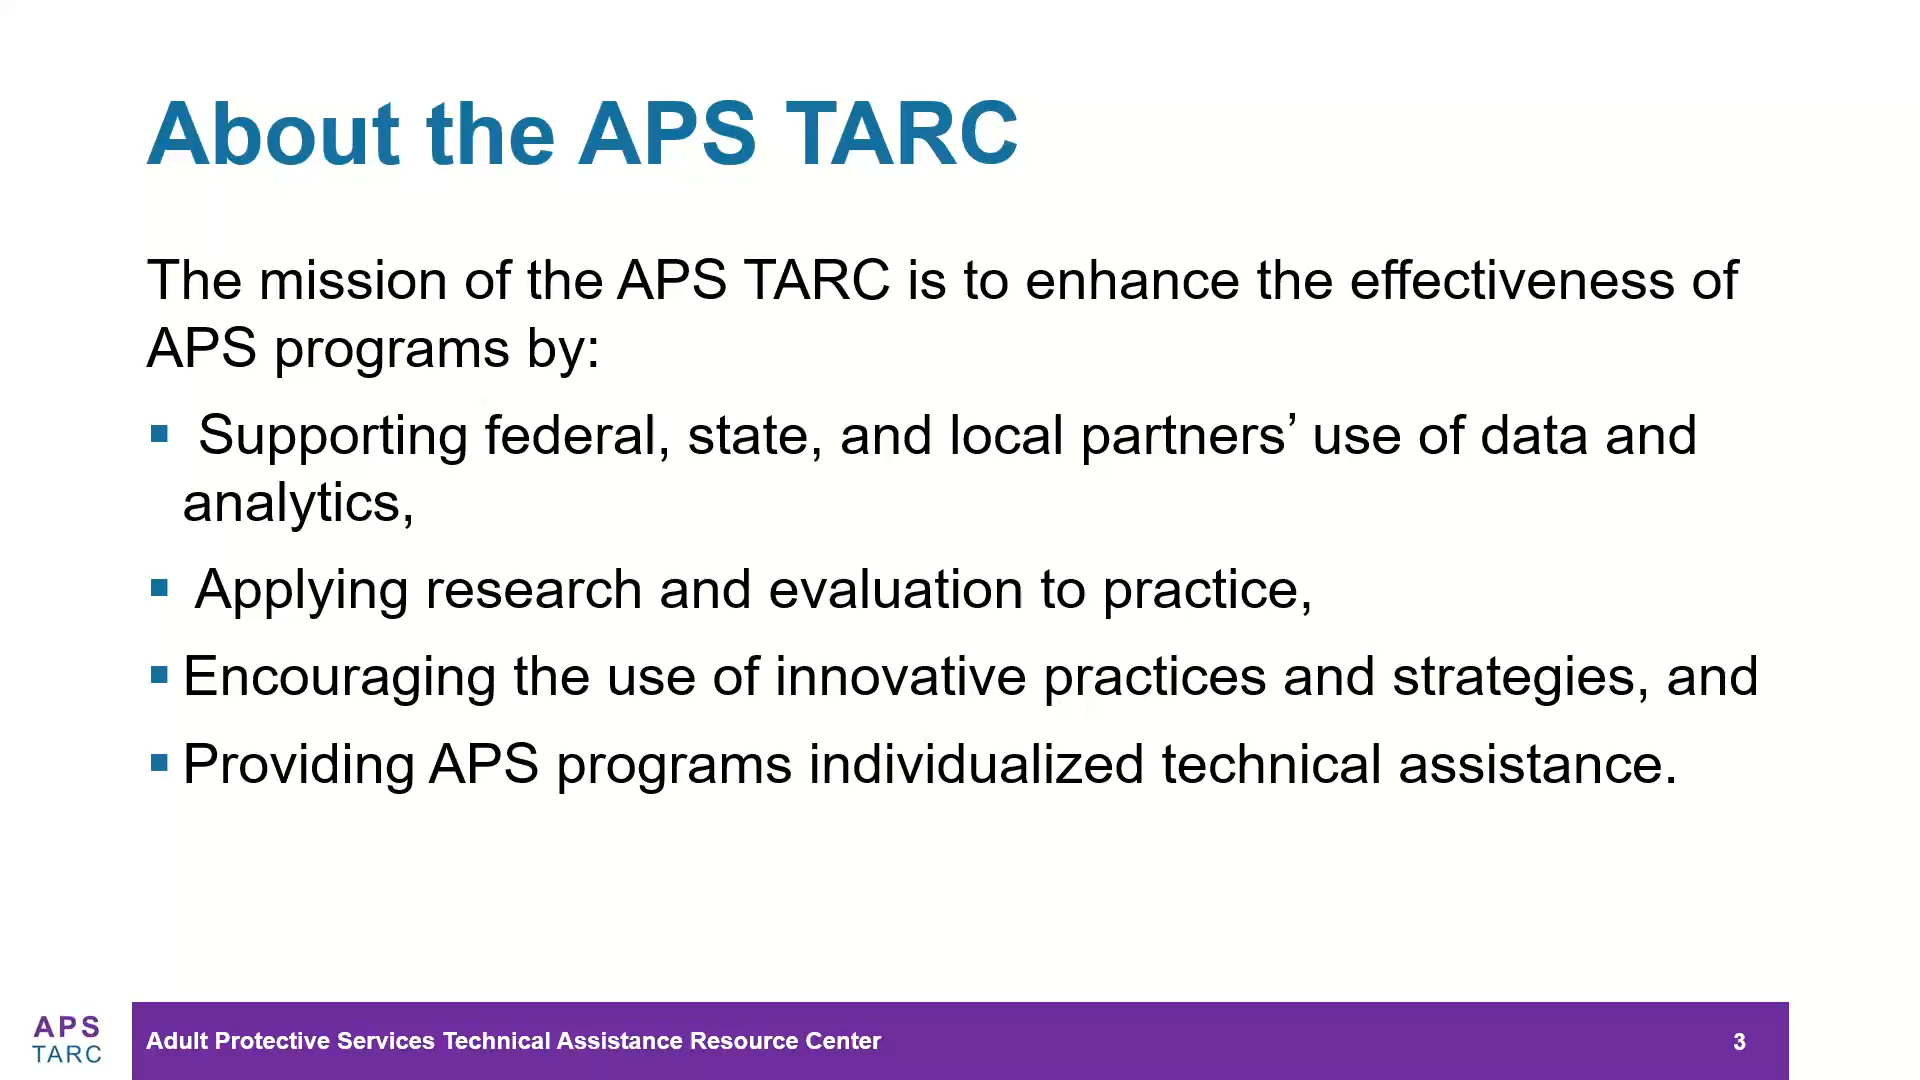 About the APS TARC
The mission of the APS TARC is to enhance the effectiveness of
APS programs by:
▪ Supporting federal, state, and local partners’ use of data and
analytics,
▪ Applying research and evaluation to practice,
▪ Encouraging the use of innovative practices and strategies, and
▪ Providing APS programs individualized technical assistance.
APS
TARC
Adult Protective Services Technical Assistance Resource Center
3